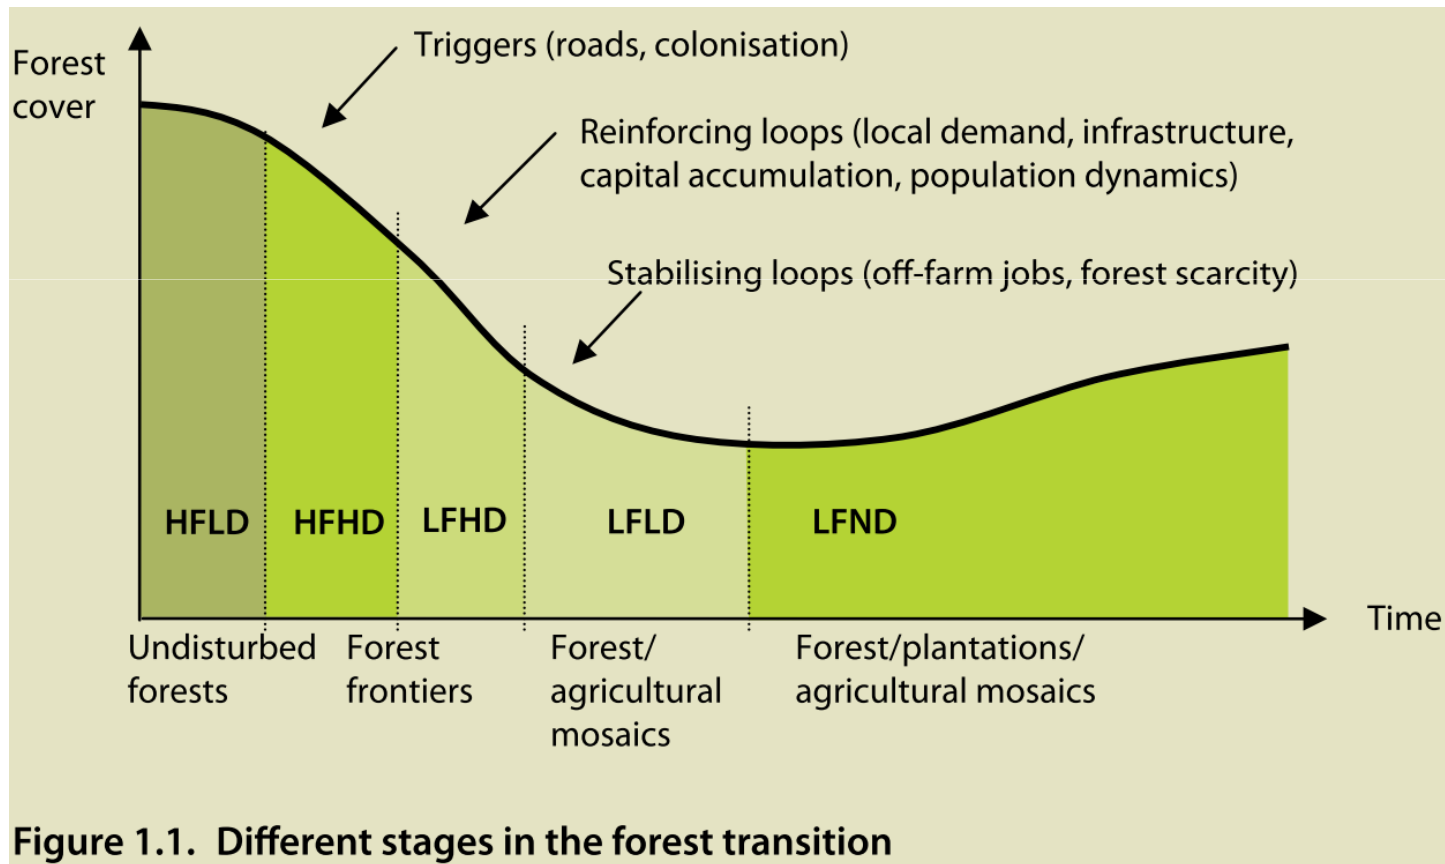 Forest
cover
Triggers (roads, colonisation)
Reinforcing loops (local demand, infrastructure,
capital accumulation, population dynamics)
Stabilising loops (off-farm jobs, forest scarcity)
HFLD
HFHD
LFHD
LFLD
LFND
Time
Undisturbed
forests
Forest
frontiers
Forest/
agricultural
mosaics
Forest/plantations/
agricultural mosaics
Figure 1.1. Different stages in the forest transition